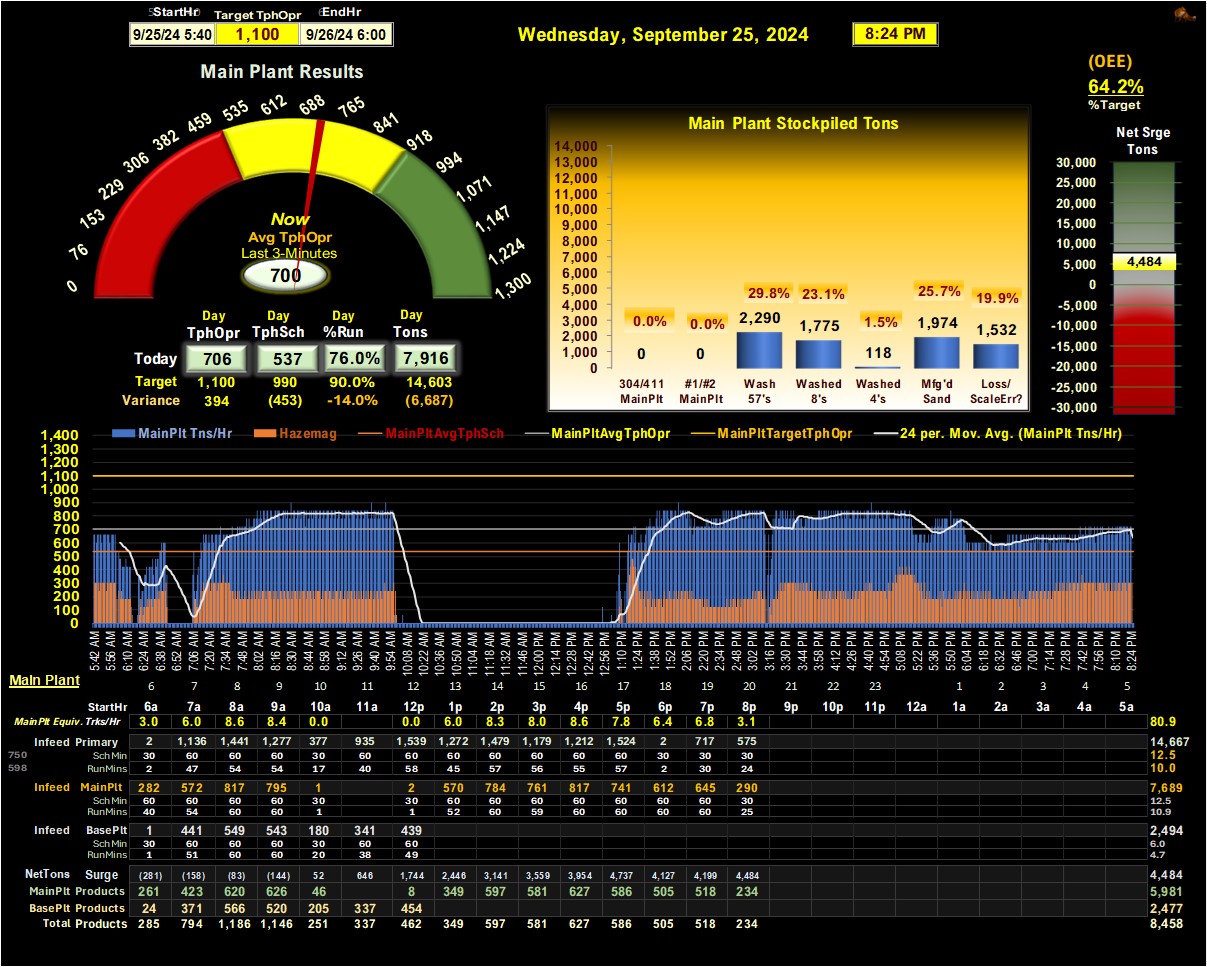 StartHr Target TphOpr EndHr
9/25/24 5:40 1,100 9/26/24 6:00
Wednesday, September 25, 2024 8:24 PM
(OEE)
64.2%
%Target
Main Plant Results
0 76 153 229 306 382 459 535 612 688 765 841 918 994 1,071 1,147 1,224 1,300
Now
Avg TphOpr
Last 3-Minutes
700
Day Day Day Day
TphOpr TphSch %Run Tons
Today 706 537 76.0% 7,916
Target 1,100 990 90.0% 14,603
Variance 394 (453) -14.0% (6,687)
Main Plant Stockpiled Tons
14,000
13,000
12,000
11,000
10,000
9,000
8,000
7,000
6,000
5,000
4,000
3,000
2,000
1,000
0
0.0% 0.0% 29.8% 23.1% 1.5% 25.7% 19.9%
0 0 2,290 1,775 118 1,974 1,532
304/411 #1/#2 Wash Washed Washed Mfg'd Loss/
MainPlt MainPlt 57's 8's 4's Sand ScaleErr?
Net Srge
Tons
30,000
25,000
20,000
15,000
10,000
5,000
0
-5,000
-10,000
-15,000
-20,000
-25,000
-30,000
4,484
MainPlt Tns/Hr Hazemag MainPltAvgTphSch MainPltAvgTphOpr MainPltTargetTphOpr 24 per. Mov. Avg. (MainPlt Tns/Hr)
1,400
1,300
1,200
1,100
1,000
900
800
700
600
500
400
300
200
100
0
5:42 AM 5:56 AM 6:10 AM 6:24 AM 6:38 AM 6:52 AM 7:06 AM 7:20 AM 7:34 AM 7:48 AM 8:02 AM 8:16 AM 8:30 AM 8:44 AM 8:58 AM 9:12 AM 9:26 AM 9:40 AM 9:54 AM 10:08 AM 10:22 AM 10:36 AM 10:50 AM 11:04 AM 11:18 AM 11:32 AM 11:46 AM 12:00 PM 12:14 PM 12:28 PM 12:42 PM 12:56 PM 1:10 PM 1:24 PM 1:38 PM 1:52 PM 2:06 PM 2:20 PM 2:34 PM 2:48 PM 3:02 PM 3:16 PM 3:30 PM 3:44 PM 3:58 PM 4:12 PM 4:26 PM 4:40 PM 4:54 PM 5:08 PM 5:22 PM 5:36 PM 5:50 PM 6:04 PM 6:18 PM 6:32 PM 6:46 PM 7:00 PM 7:14 PM 7:28 PM 7:42 PM 7:56 PM 8:10 PM 8:24 PM
Main Plant
6 7 8 9 10 11 12 13 14 15 16 17 18 19 20 21 22 23 1 2 3 4 5
StartHr 6a 7a 8a 9a 10a 11a 12p 1p 2p 3p 4p 5p 6p 7p 8p 9p 10p 11p 12a 1a 2a 3a 4a 5a
MainPlt Equiv. Trks/Hr 3.0 6.0 8.6 8.4 0.0 0.0 6.0 8.3 8.0 8.6 7.8 6.4 6.8 3.1 80.9
Infeed Primary 2 1,136 1,441 1,277 377 935 1,539 1,272 1,479 1,179 1,212 1,524 2 717 575 14,667
750 SchMin 30 60 60 60 30 60 60 60 60 60 60 60 30 30 30 12.5
598 RunMins 2 47 54 54 17 40 58 45 57 56 55 57 2 30 24 10.0
Infeed MainPlt 282 572 817 795 1 2 570 784 761 817 741 612 645 290 7,689
SchMin 60 60 60 60 30 30 60 60 60 60 60 60 60 30 12.5
RunMins 40 54 60 60 1 1 52 60 59 60 60 60 60 25 10.9
Infeed BasePlt 1 441 549 543 180 341 439 2,494
SchMin 30 60 60 60 30 60 60 6.0
RunMins 1 51 60 60 20 38 49 4.7
NetTons Surge (281) (158) (83) (144) 52 646 1,744 2,446 3,141 3,559 3,954 4,737 4,127 4,199 4,484 4,484
MainPlt Products 261 423 620 626 46 8 349 597 581 627 586 505 518 234 5,981
BasePlt Products 24 371 566 520 205 337 454 2,477
Total Products 285 794 1,186 1,146 251 337 462 349 597 581 627 586 505 518 234 8,458